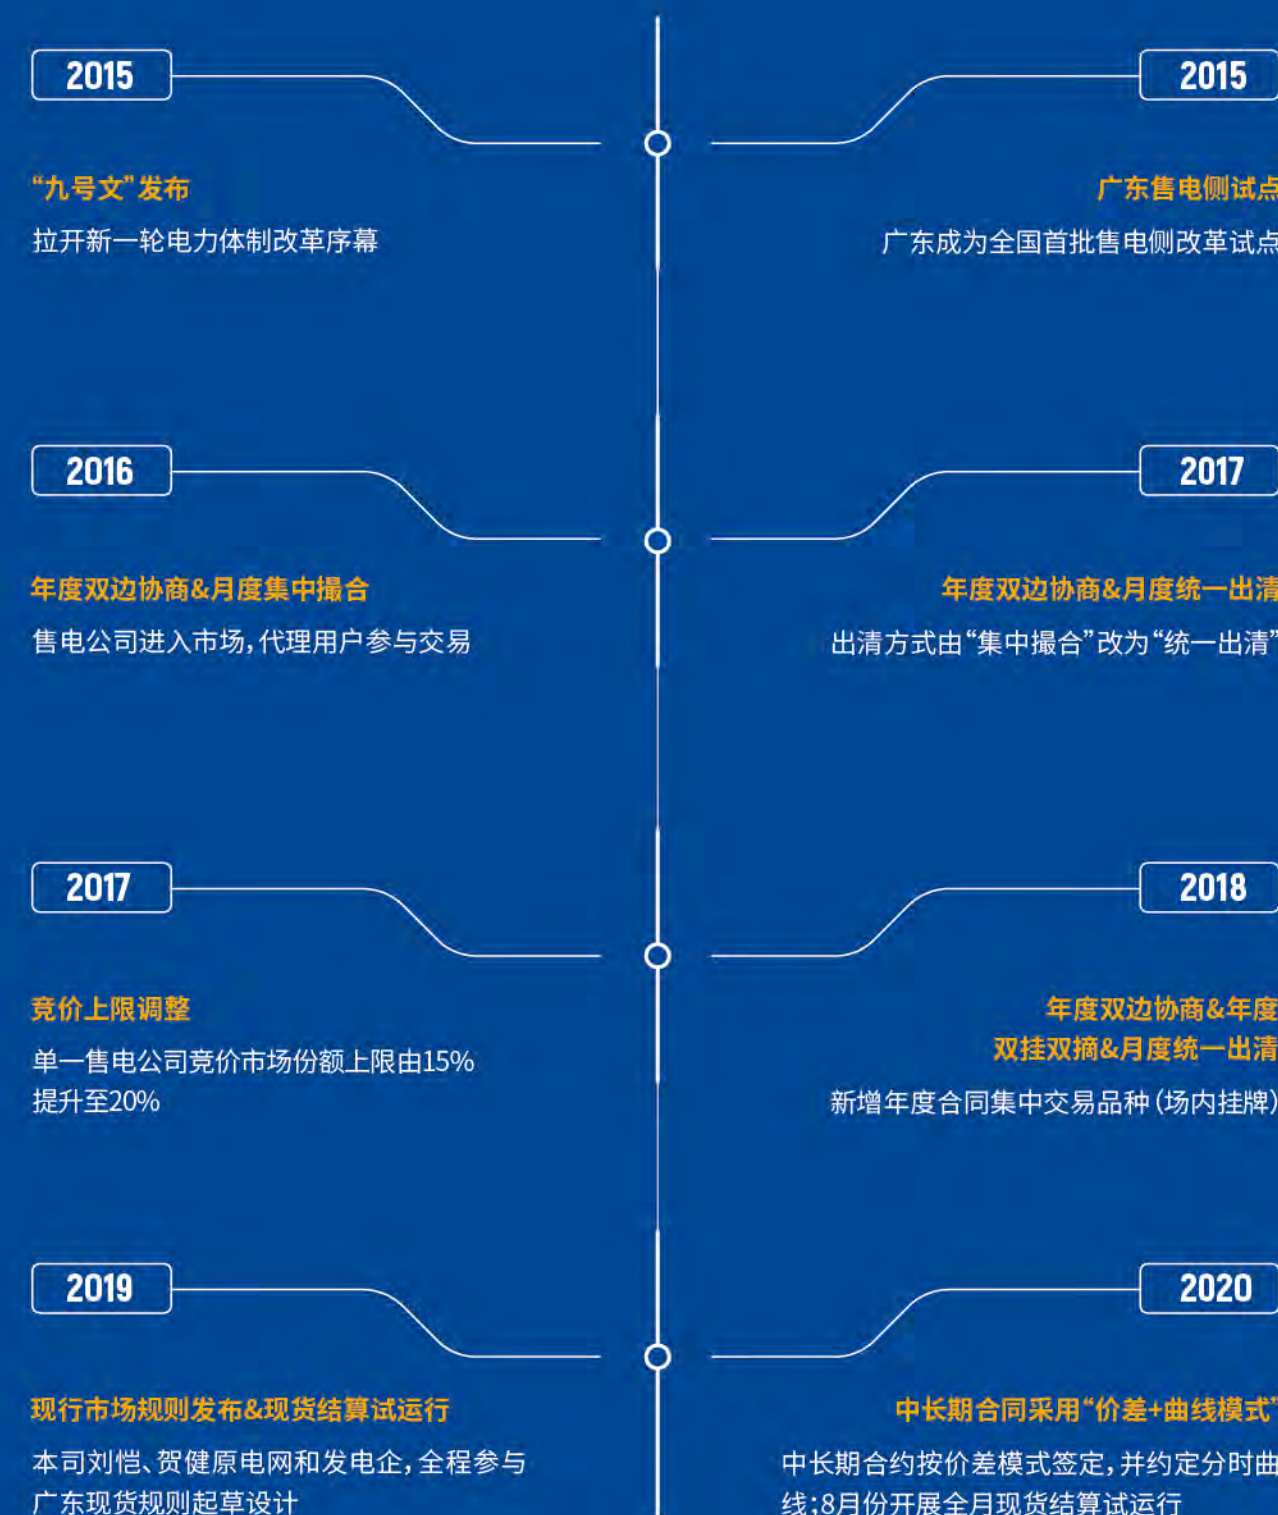 2015
“九号文”发布
拉开新一轮电力体制改革序幕
2015
广东售电侧试点
广东成为全国首批售电侧改革试点
2016
年度双边协商&月度集中撮合
售电公司进入市场，代理用户参与交易
2017
年度双边协商&月度统一出清
出清方式由“集中撮合”改为“统一出清”
2017
竞价上限调整
单一售电公司竞价市场份额上限由15%
提升至20%
2018
年度双边协商&年度
双挂双摘&月度统一出清
新增年度合同集中交易品种（场内挂牌）
2019
现行市场规则发布&现货结算试运行
本司刘恺、贺健原电网和发电企，全程参与
广东现货规则起草设计
2020
中长期合同采用“价差+曲线模式”
中长期合约按价差模式签定，并约定分时曲
线；8月份开展全月现货结算试运行